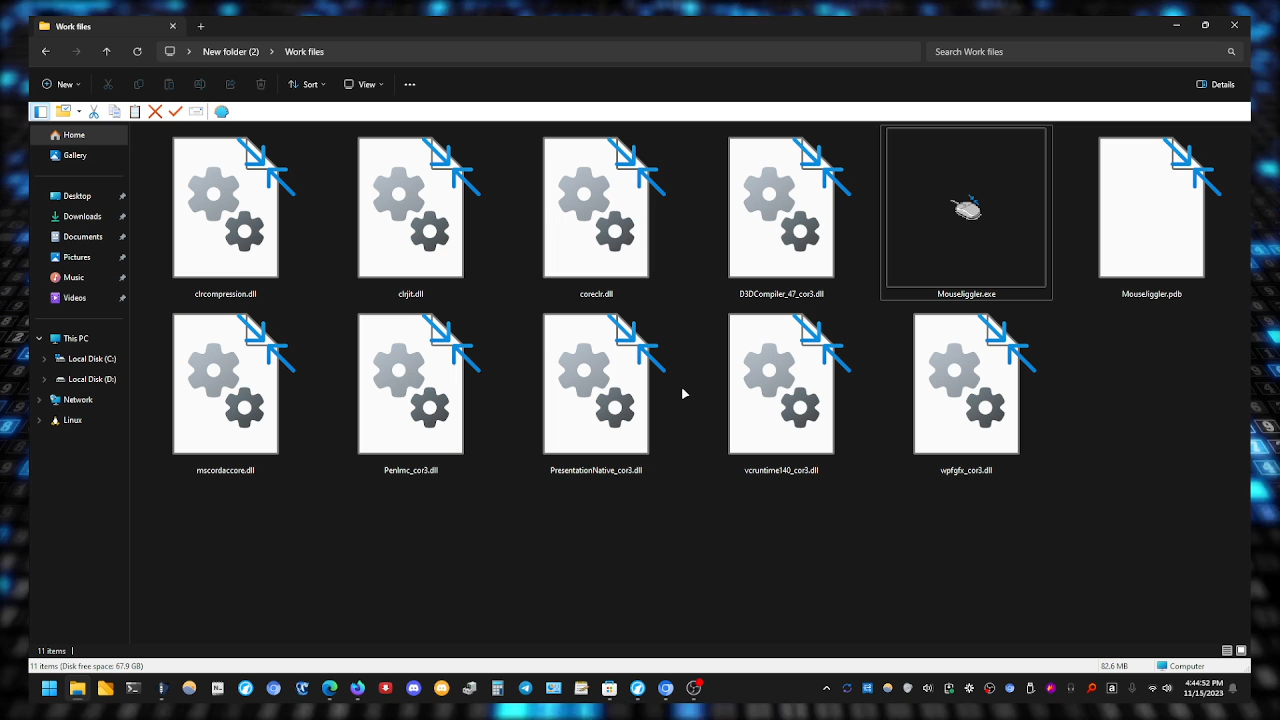 Work files
New folder (2) > Work files
Search Work files
New
Sort
View
Details
Home
Gallery
Desktop
Downloads
Documents
Pictures
Music
Videos
This PC
Local Disk (C:)
Local Disk (D:)
Network
Linux
clrcompression.dll
clrjit.dll
coreclr.dll
D3DCompiler_47_cor3.dll
MouseJiggler.exe
MouseJiggler.pdb
mscordaccore.dll
PenImc_cor3.dll
PresentationNative_cor3.dll
vcruntime140_cor3.dll
wpfgfx_cor3.dll
11 items
11 items (Disk free space: 67.9 GB)
82.6 MB
Computer
4:44:52 PM
11/15/2023